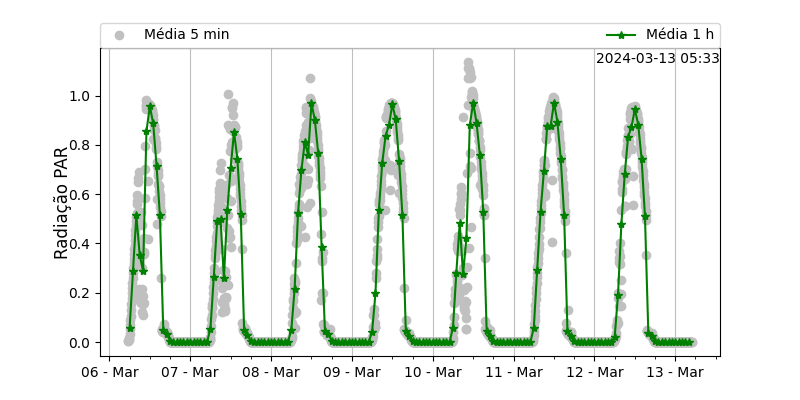 Média 5 min
Média 1 h
2024-03-13 05:33
Radiação PAR
1.0
0.8
0.6
0.4
0.2
0.0
06 - Mar
07 - Mar
08 - Mar
09 - Mar
10 - Mar
11 - Mar
12 - Mar
13 - Mar